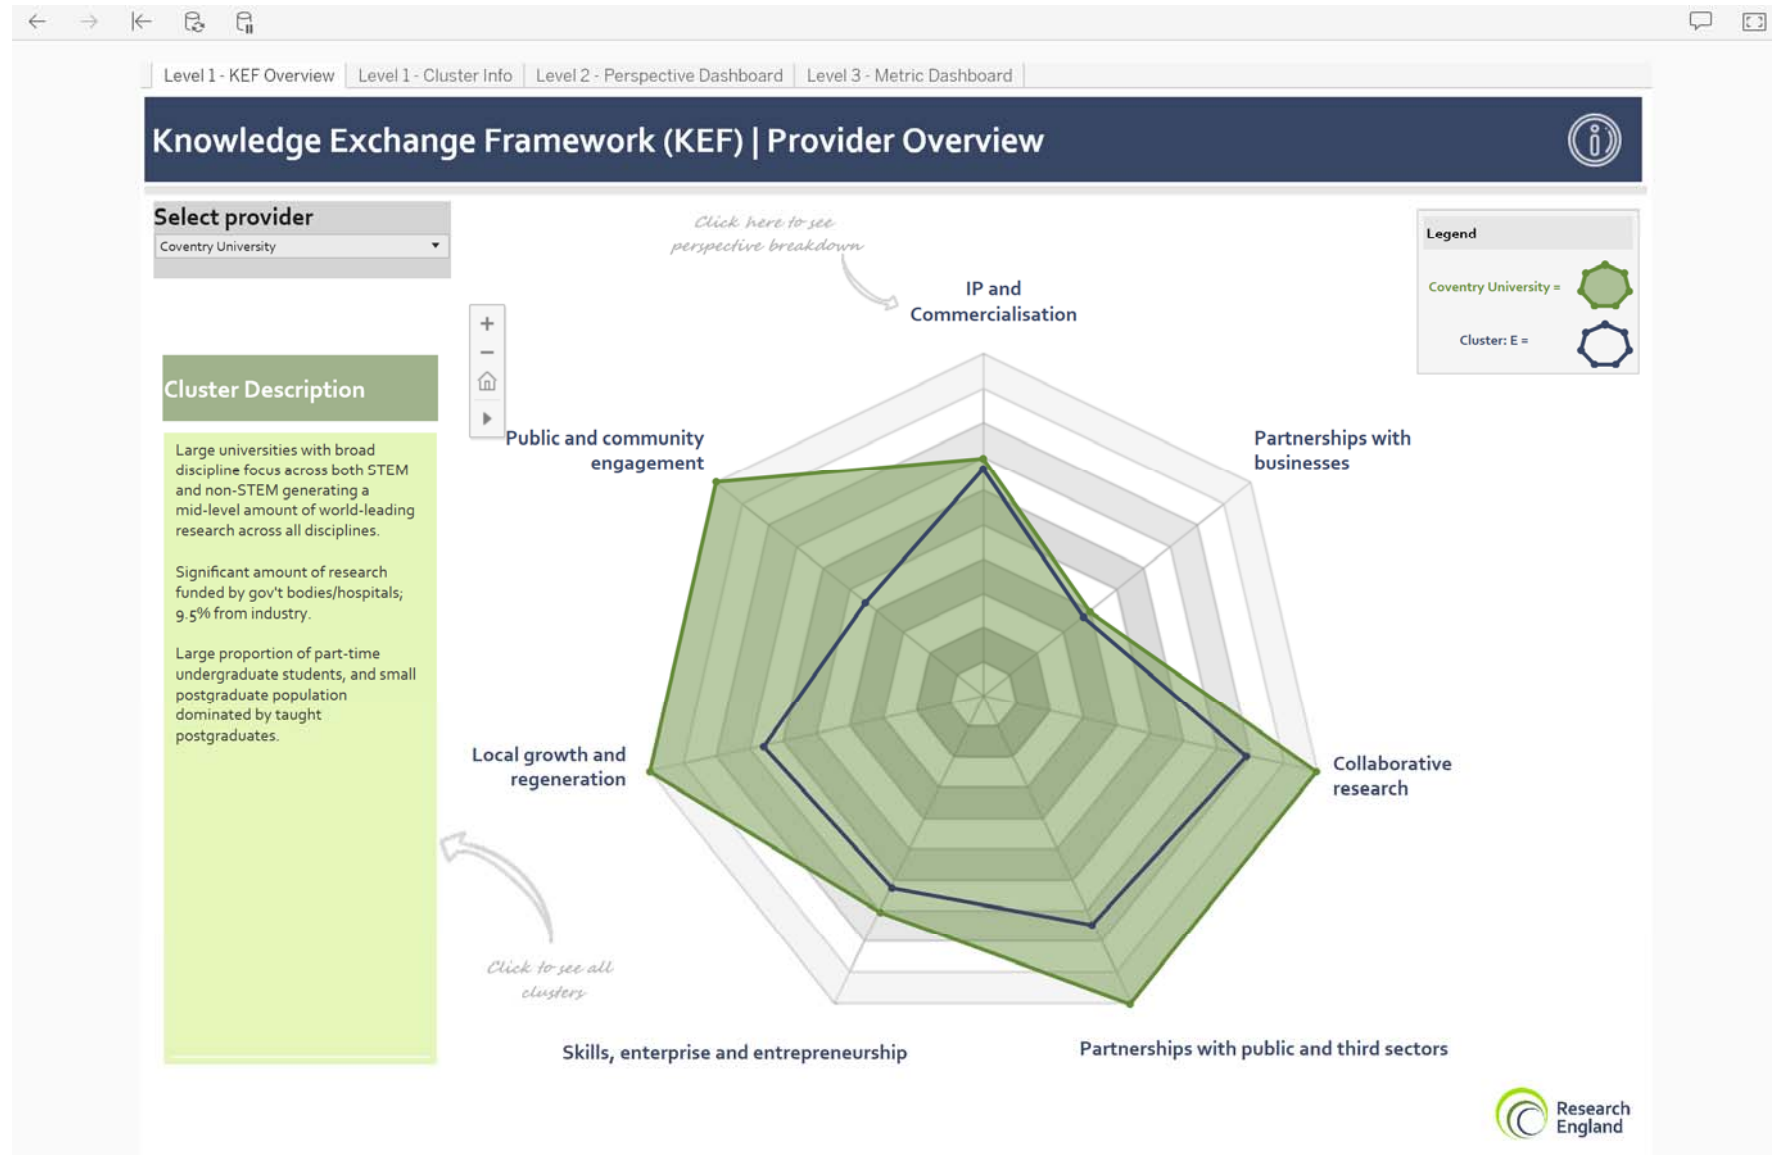 Level 1 - KEF Overview
Level 1 - Cluster Info
Level 2 - Perspective Dashboard
Level 3 - Metric Dashboard
Knowledge Exchange Framework (KEF) | Provider Overview
Select provider
Coventry University
Click here to see
perspective breakdown
Legend
Coventry University =
Cluster: E =
IP and
Commercialisation
Cluster Description
Large universities with broad
discipline focus across both STEM
and non-STEM generating a
mid-level amount of world-leading
research across all disciplines.
Significant amount of research
funded by gov't bodies/hospitals;
9.5% from industry.
Large proportion of part-time
undergraduate students, and small
postgraduate population
dominated by taught
postgraduates.
Public and community
engagement
Partnerships with
businesses
Local growth and
regeneration
Collaborative
research
Click to see all
clusters
Skills, enterprise and entrepreneurship
Partnerships with public and third sectors
Research
England